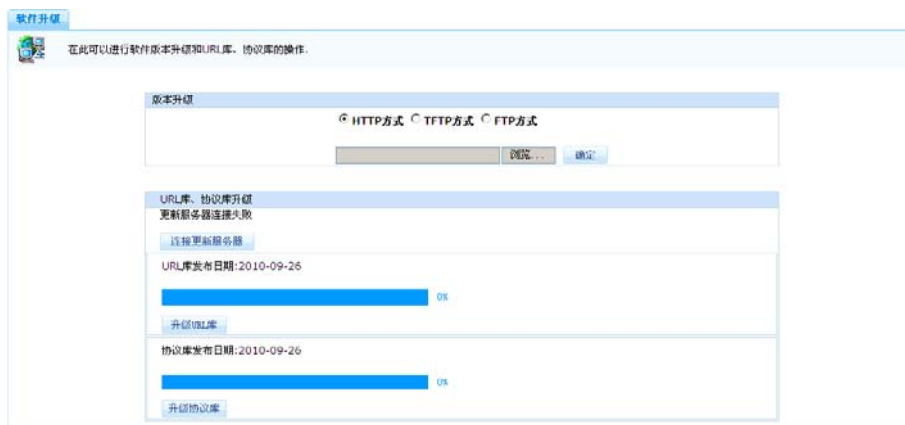 软件升级
在此可以进行软件版本升级和URL库、协议库的操作.
版本升级
HTTP方式 TFTP方式 FTP方式
浏览... 确定
URL库、协议库升级
更新服务器连接失败
连接更新服务器
URL库发布日期:2010-09-26
0%
升级URL库
协议库发布日期:2010-09-26
0%
升级协议库